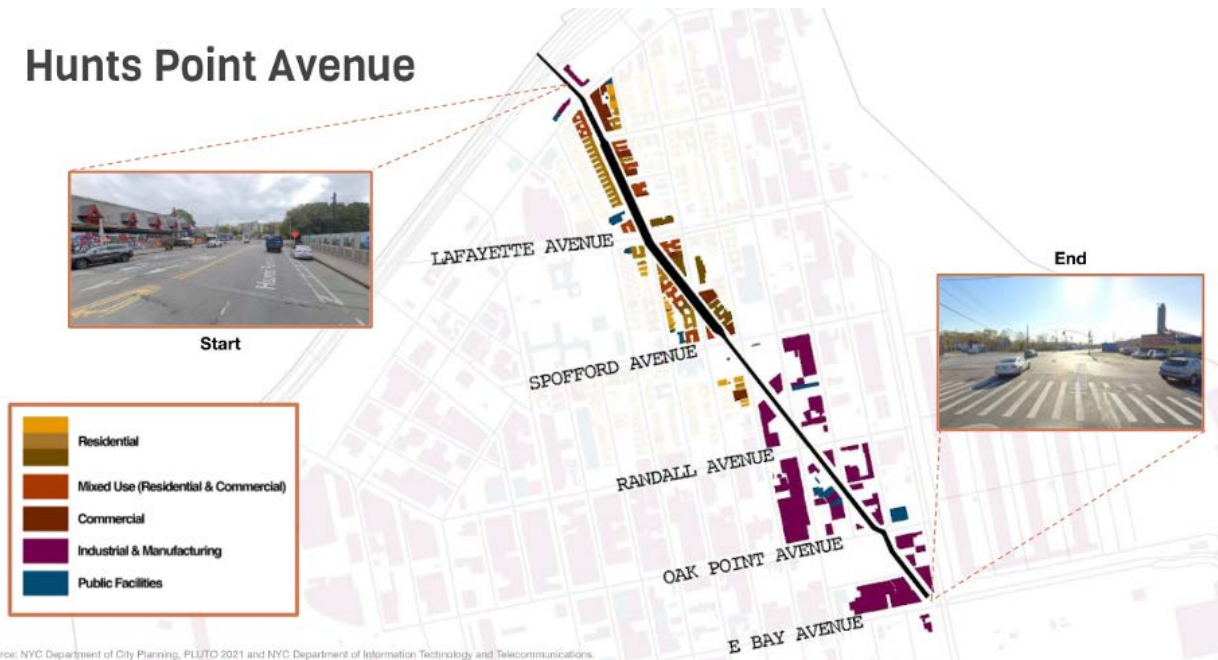 Hunts Point Avenue
LAFAYETTE AVENUE
End
Start
SPOFFORD AVENUE
Residential
Mixed Use (Residential & Commercial)
Commercial
Industrial & Manufacturing
Public Facilities
RANDALL AVENUE
OAK POINT AVENUE
E BAY AVENUE
rce: NYC Department of City Planning, PLUTO 2021 and NYC Department of Information Technology and Telecommunications.